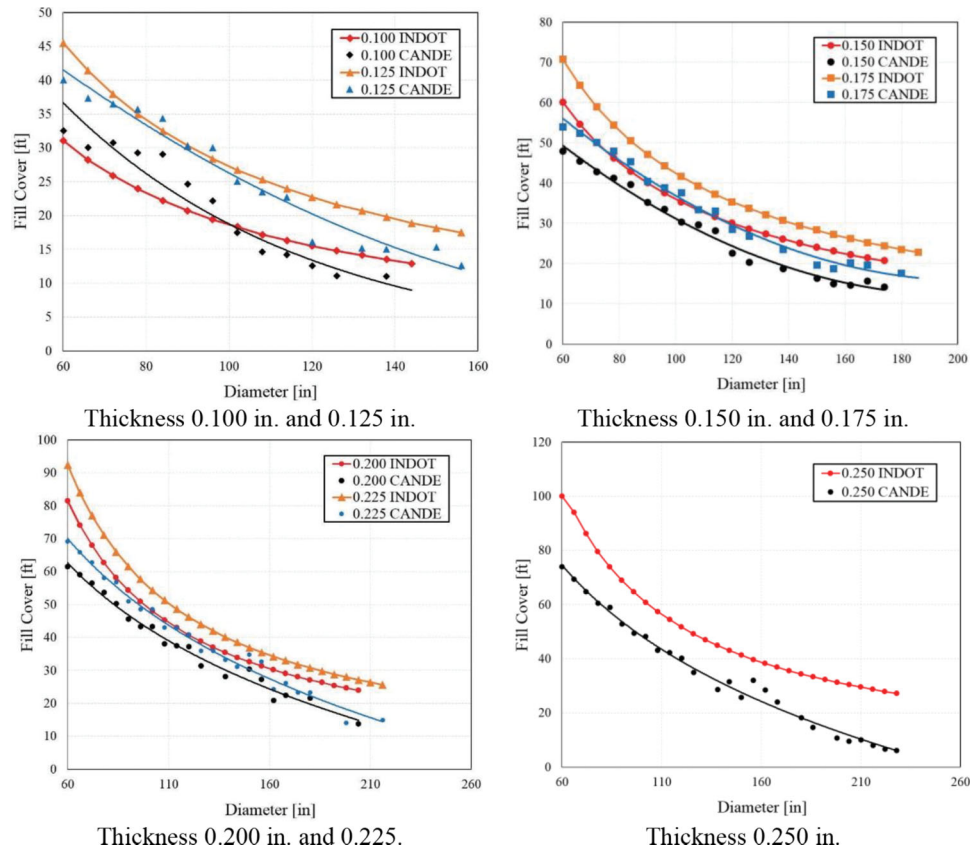 50
45
40
35
30
25
20
15
10
5
0
Fill Cover [ft]
0.100 INDOT
0.100 CANDE
0.125 INDOT
0.125 CANDE
60 80 100 120 140 160
Diameter [in]
Thickness 0.100 in. and 0.125 in.
80
70
60
50
40
30
20
10
0
Fill Cover [ft]
0.150 INDOT
0.150 CANDE
0.175 INDOT
0.175 CANDE
60 80 100 120 140 160 180 200
Diameter [in]
Thickness 0.150 in. and 0.175 in.
100
90
80
70
60
50
40
30
20
10
0
Fill Cover [ft]
0.200 INDOT
0.200 CANDE
0.225 INDOT
0.225 CANDE
60 110 160 210 260
Diameter [in]
Thickness 0.200 in. and 0.225.
120
100
80
60
40
20
0
Fill Cover [ft]
0.250 INDOT
0.250 CANDE
60 110 160 210 260
Diameter [in]
Thickness 0.250 in.